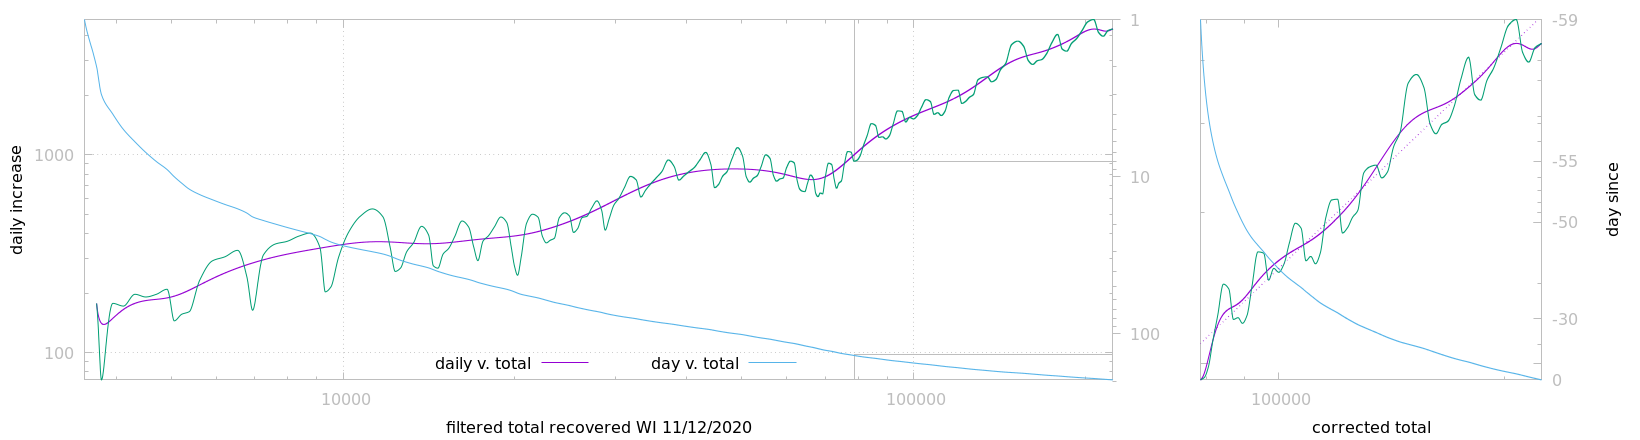 1
-59
1000
10
-55
-50
daily increase
day since
100
daily v. total
day v. total
100
-30
0
10000
100000
100000
filtered total recovered WI 11/12/2020
corrected total